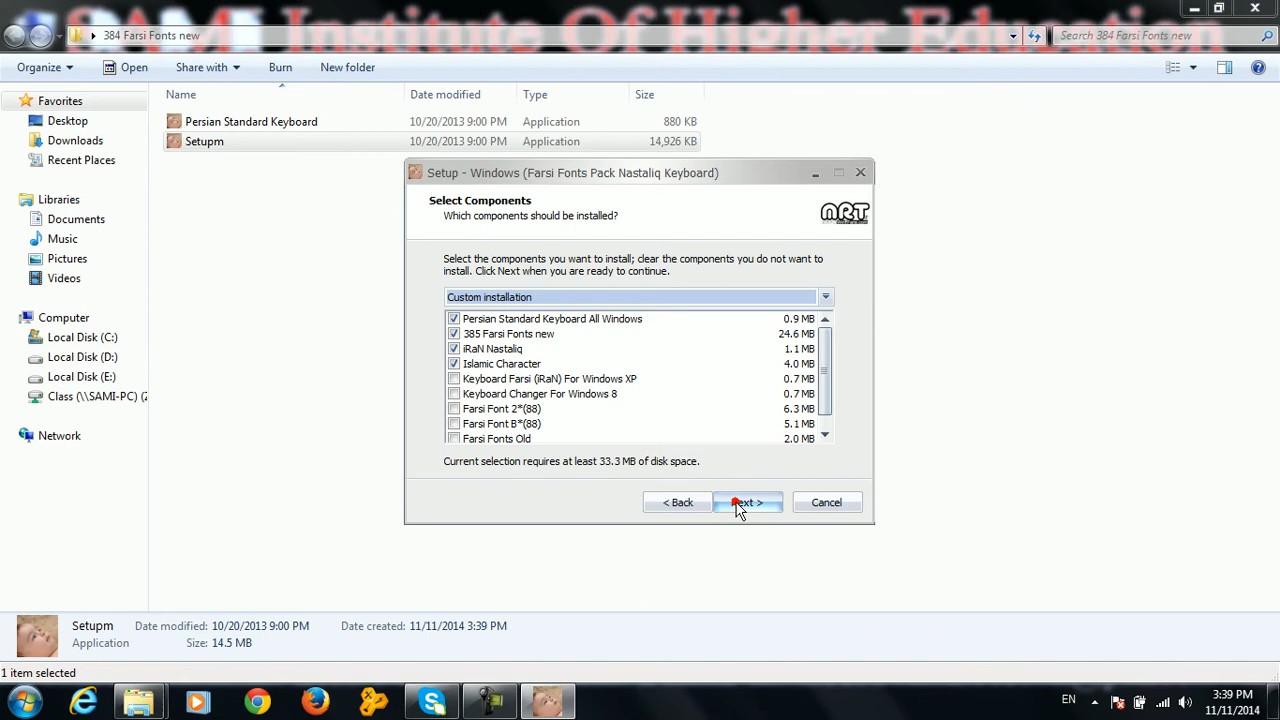 SAMI Institute Of Higher Education
384 Farsi Fonts new
Search 384 Farsi Fonts new
Organize Open Share with Burn New folder
Favorites
Desktop
Downloads
Recent Places
Libraries
Documents
Music
Pictures
Videos
Computer
Local Disk (C:)
Local Disk (D:)
Local Disk (E:)
Class (\\SAMI-PC) (Z
Network
Name Date modified Type Size
Persian Standard Keyboard 10/20/2013 9:00 PM Application 880 KB
Setupm 10/20/2013 9:00 PM Application 14,926 KB
Setup - Windows (Farsi Fonts Pack Nastaliq Keyboard)
Select Components
Which components should be installed?
NRT
Select the components you want to install; clear the components you do not want to
install. Click Next when you are ready to continue.
Custom installation
Persian Standard Keyboard All Windows 0.9 MB
385 Farsi Fonts new 24.6 MB
iRaN Nastaliq 1.1 MB
Islamic Character 4.0 MB
Keyboard Farsi (iRaN) For Windows XP 0.7 MB
Keyboard Changer For Windows 8 0.7 MB
Farsi Font 2*(88) 6.3 MB
Farsi Font B*(88) 5.1 MB
Farsi Fonts Old 2.0 MB
Current selection requires at least 33.3 MB of disk space.
< Back Next > Cancel
Setupm Date modified: 10/20/2013 9:00 PM Date created: 11/11/2014 3:39 PM
Application Size: 14.5 MB
1 item selected
EN
3:39 PM
11/11/2014